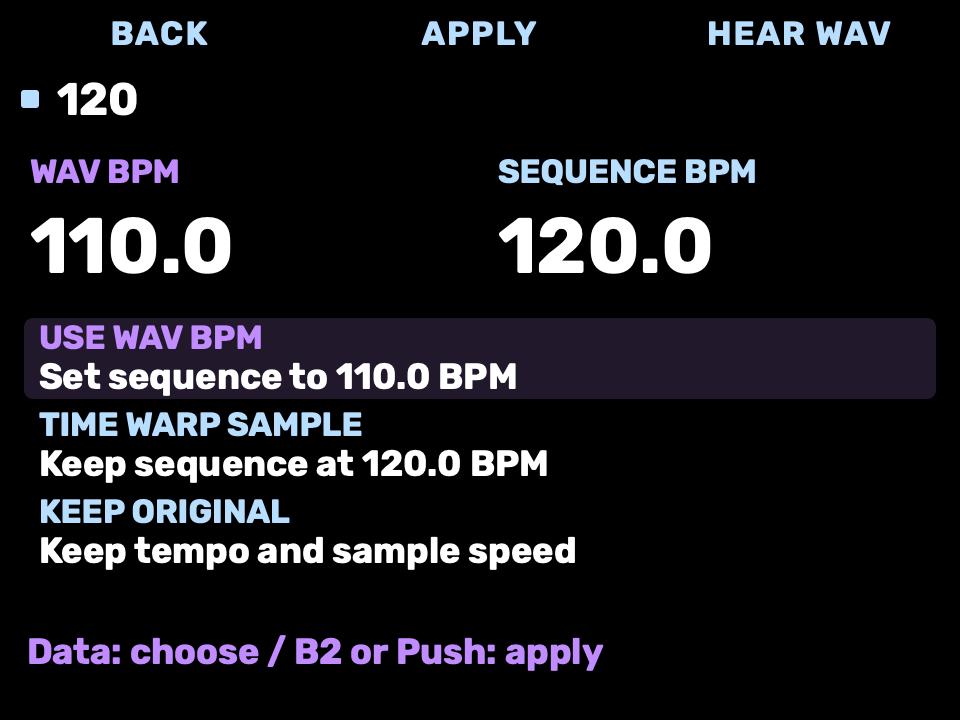 BACK APPLY HEAR WAV
120
WAV BPM SEQUENCE BPM
110.0 120.0
USE WAV BPM
Set sequence to 110.0 BPM
TIME WARP SAMPLE
Keep sequence at 120.0 BPM
KEEP ORIGINAL
Keep tempo and sample speed
Data: choose / B2 or Push: apply